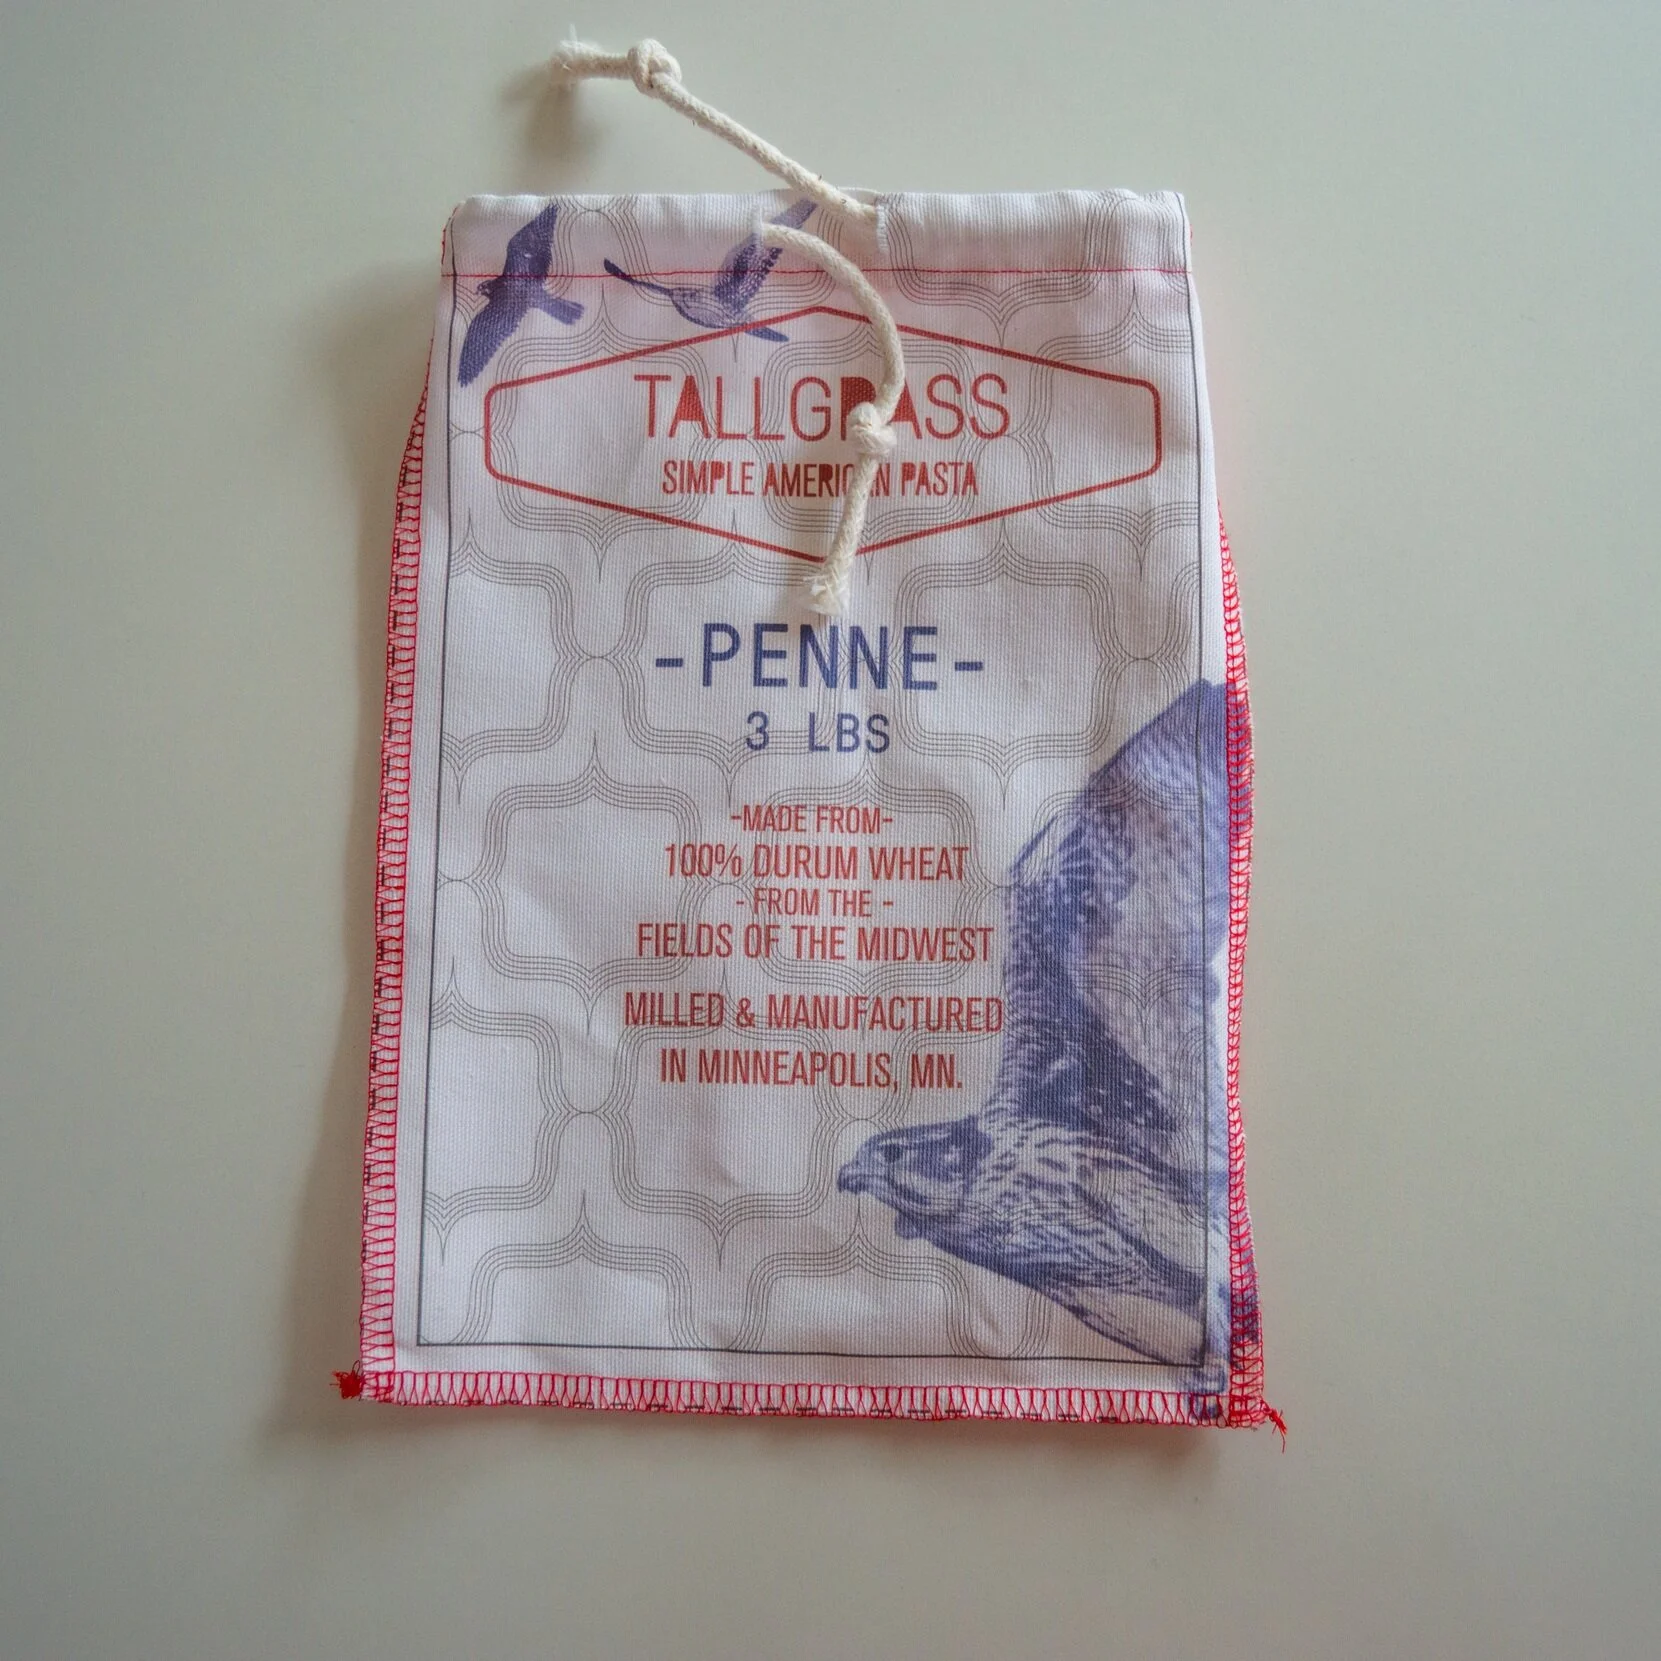 TALLGRASS
SIMPLE AMERICAN PASTA
-PENNE-
3 LBS
-MADE FROM-
100% DURUM WHEAT
- FROM THE -
FIELDS OF THE MIDWEST
MILLED & MANUFACTURED
IN MINNEAPOLIS, MN.